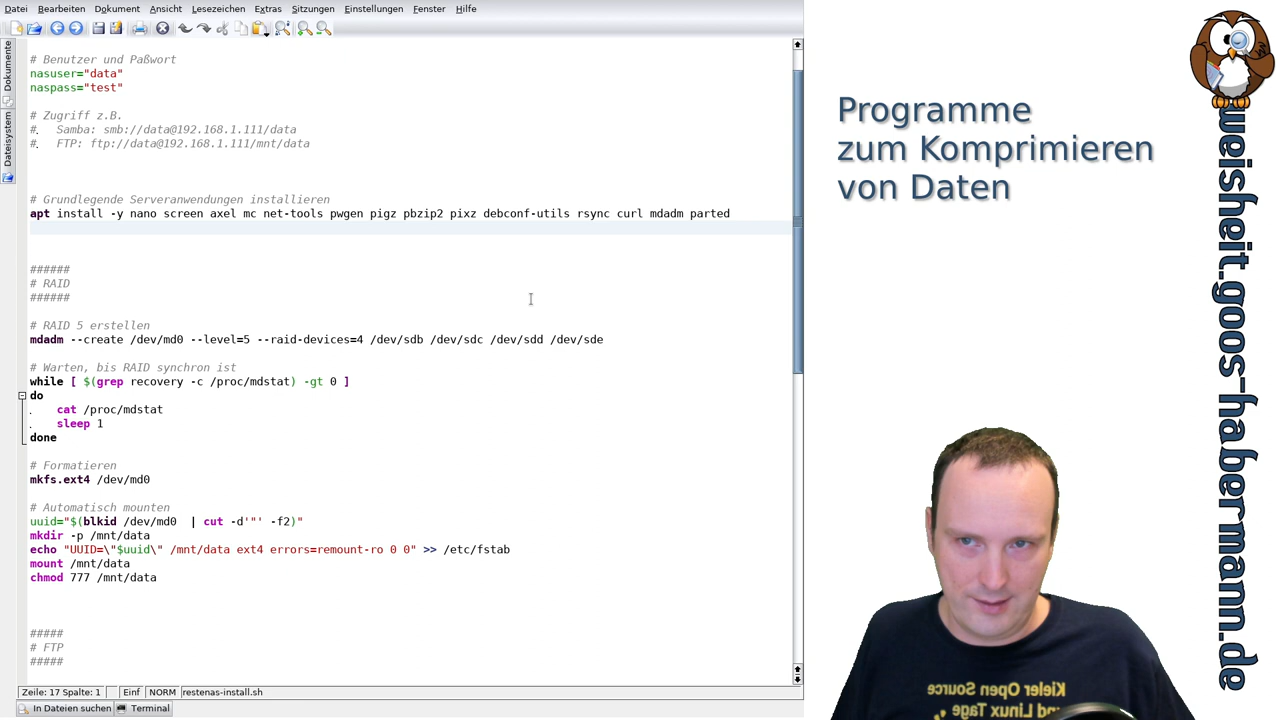 Datei Bearbeiten Dokument Ansicht Lesezeichen Extras Sitzungen Einstellungen Fenster Hilfe
Dokumente
Dateisystem
# Benutzer und Paßwort
nasuser="data"
naspass="test"
# Zugriff z.B.
#. Samba: smb://data@192.168.1.111/data
#. FTP: ftp://data@192.168.1.111/mnt/data
# Grundlegende Serveranwendungen installieren
apt install -y nano screen axel mc net-tools pwgen pigz pbzip2 pixz debconf-utils rsync curl mdadm parted
######
# RAID
######
# RAID 5 erstellen
mdadm --create /dev/md0 --level=5 --raid-devices=4 /dev/sdb /dev/sdc /dev/sdd /dev/sde
# Warten, bis RAID synchron ist
while [ $(grep recovery -c /proc/mdstat) -gt 0 ]
do
. cat /proc/mdstat
. sleep 1
done
# Formatieren
mkfs.ext4 /dev/md0
# Automatisch mounten
uuid="$(blkid /dev/md0 | cut -d'"' -f2)"
mkdir -p /mnt/data
echo "UUID=\"$uuid\" /mnt/data ext4 errors=remount-ro 0 0" >> /etc/fstab
mount /mnt/data
chmod 777 /mnt/data
#####
# FTP
#####
Zeile: 17 Spalte: 1 Einf NORM restenas-install.sh
In Dateien suchen Terminal
Programme
zum Komprimieren
von Daten
weisheit.goos-habermann.de
Kieler Open Source
und Linux Tage